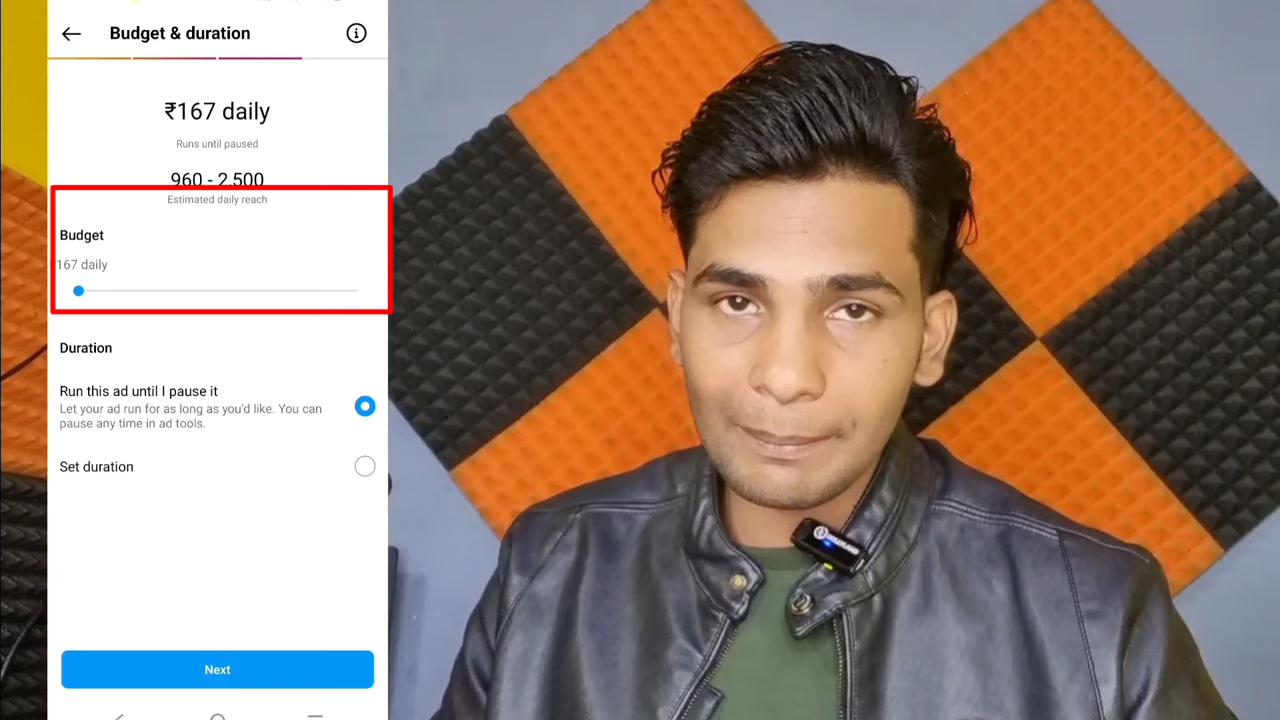 Budget & duration
₹167 daily
Runs until paused
960 - 2,500
Estimated daily reach
Budget
167 daily
Duration
Run this ad until I pause it
Let your ad run for as long as you'd like. You can
pause any time in ad tools.
Set duration
Next